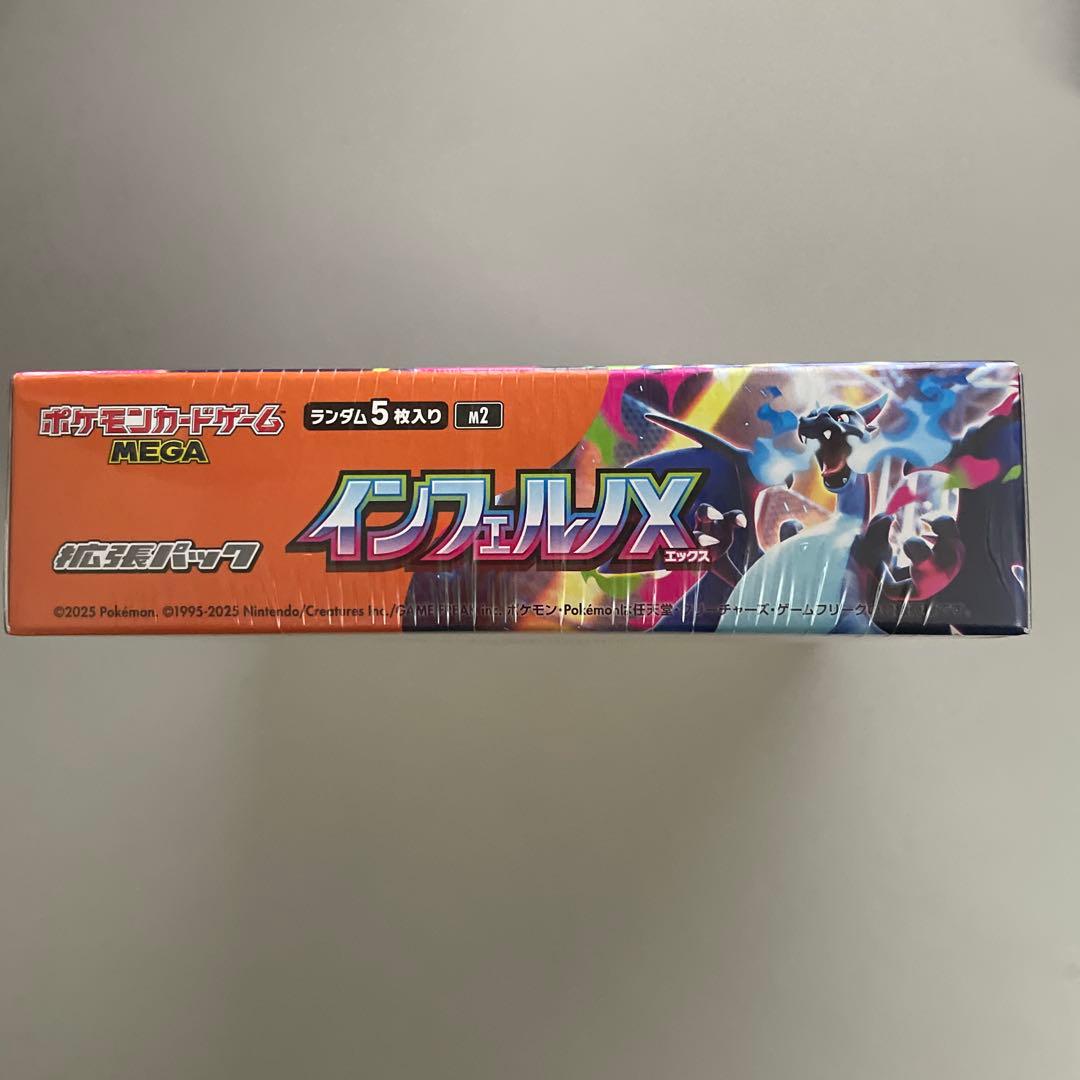 ポケモンカードゲーム™
MEGA
ランダム5枚入り M2
インフェルノX
エックス
拡張パック
©2025 Pokémon. ©1995-2025 Nintendo/Creatures Inc./GAME FREAK inc. ポケモン・Pokémonは任天堂・クリーチャーズ・ゲームフリークの です。